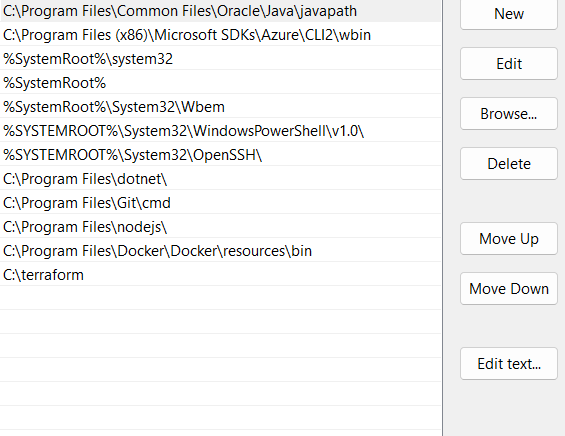 C:\Program Files\Common Files\Oracle\Java\javapath
C:\Program Files (x86)\Microsoft SDKs\Azure\CLI2\wbin
%SystemRoot%\system32
%SystemRoot%
%SystemRoot%\System32\Wbem
%SYSTEMROOT%\System32\WindowsPowerShell\v1.0\
%SYSTEMROOT%\System32\OpenSSH\
C:\Program Files\dotnet\
C:\Program Files\Git\cmd
C:\Program Files\nodejs\
C:\Program Files\Docker\Docker\resources\bin
C:\terraform
New
Edit
Browse...
Delete
Move Up
Move Down
Edit text...